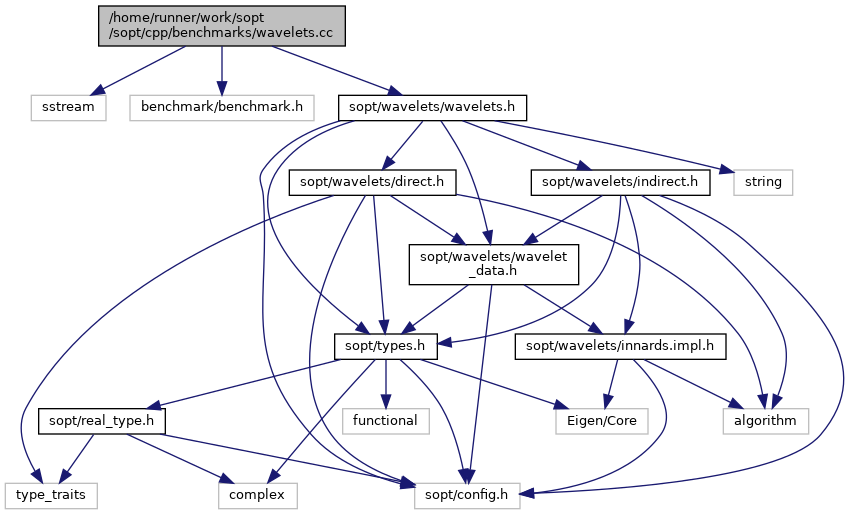 /home/runner/work/sopt
/sopt/cpp/benchmarks/wavelets.cc
sstream
benchmark/benchmark.h
sopt/wavelets/wavelets.h
sopt/wavelets/direct.h
sopt/wavelets/indirect.h
string
sopt/wavelets/wavelet
_data.h
sopt/types.h
sopt/wavelets/innards.impl.h
sopt/real_type.h
functional
Eigen/Core
algorithm
type_traits
complex
sopt/config.h